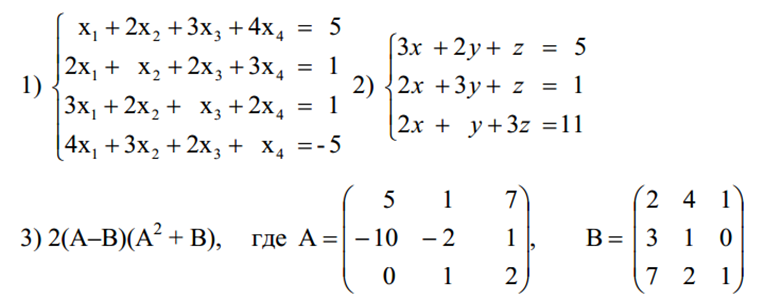 1) { x₁ + 2x₂ + 3x₃ + 4x₄ = 5
2x₁ + x₂ + 2x₃ + 3x₄ = 1
3x₁ + 2x₂ + x₃ + 2x₄ = 1
4x₁ + 3x₂ + 2x₃ + x₄ = -5
2) { 3x + 2y + z = 5
2x + 3y + z = 1
2x + y + 3z = 11
3) 2(A–B)(A² + B), где A = ( 5 1 7
−10 −2 1
0 1 2 ), B = ( 2 4 1
3 1 0
7 2 1 )